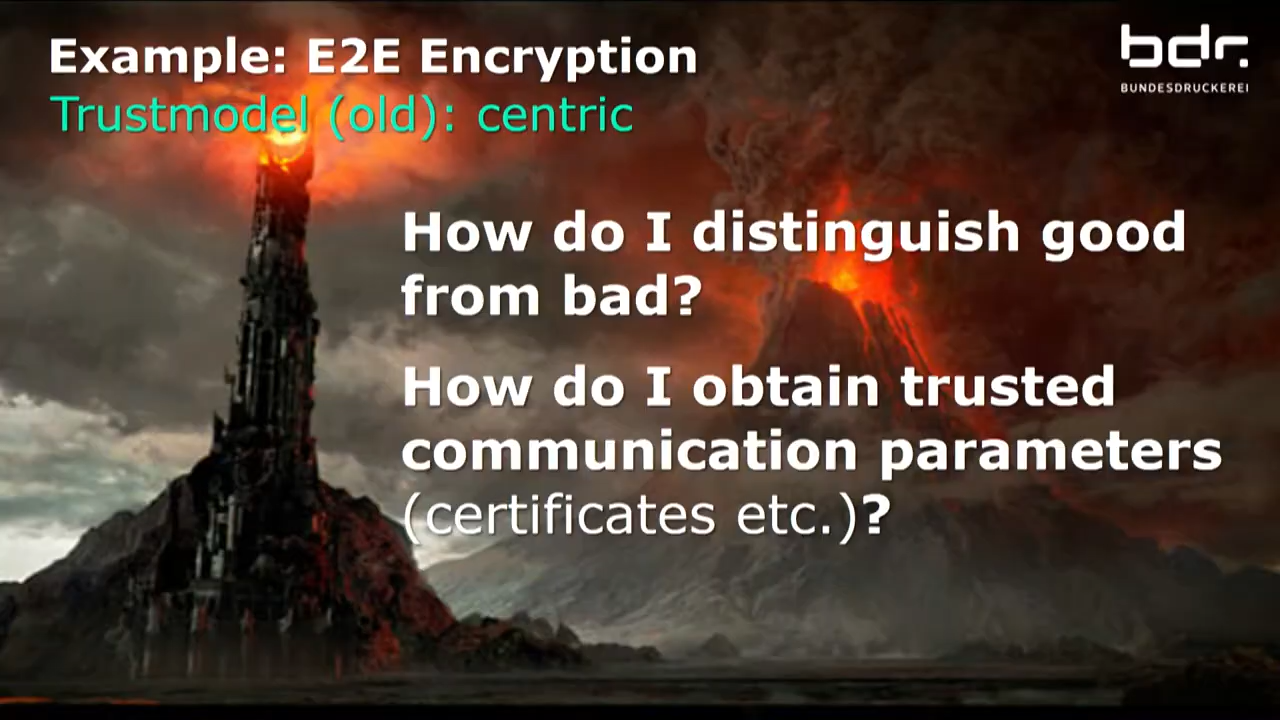 Example: E2E Encryption
Trustmodel (old): centric
bdr.
BUNDESDRUCKEREI
How do I distinguish good
from bad?
How do I obtain trusted
communication parameters
(certificates etc.)?